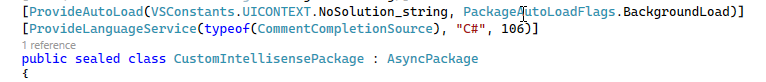 [ProvideAutoLoad(VSConstants.UICONTEXT.NoSolution_string, PackageAutoLoadFlags.BackgroundLoad)]
[ProvideLanguageService(typeof(CommentCompletionSource), "C#", 106)]
1 reference
public sealed class CustomIntellisensePackage : AsyncPackage
{